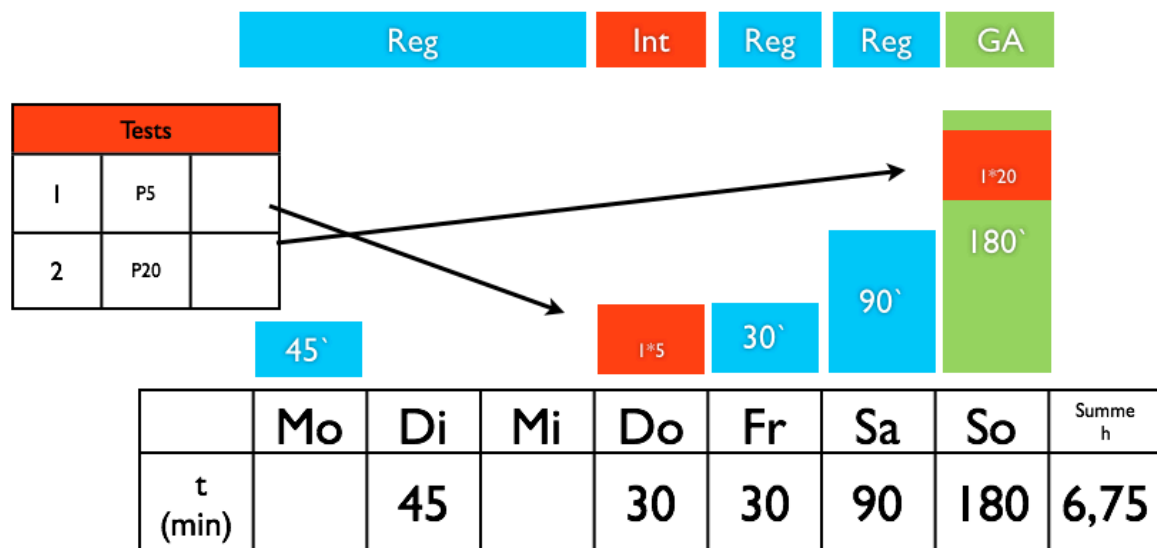 Reg Int Reg Reg GA
Tests
1 P5
2 P20
1*20
180`
90`
30`
1*5
45`
Mo Di Mi Do Fr Sa So Summe h
t (min) 45 30 30 90 180 6,75